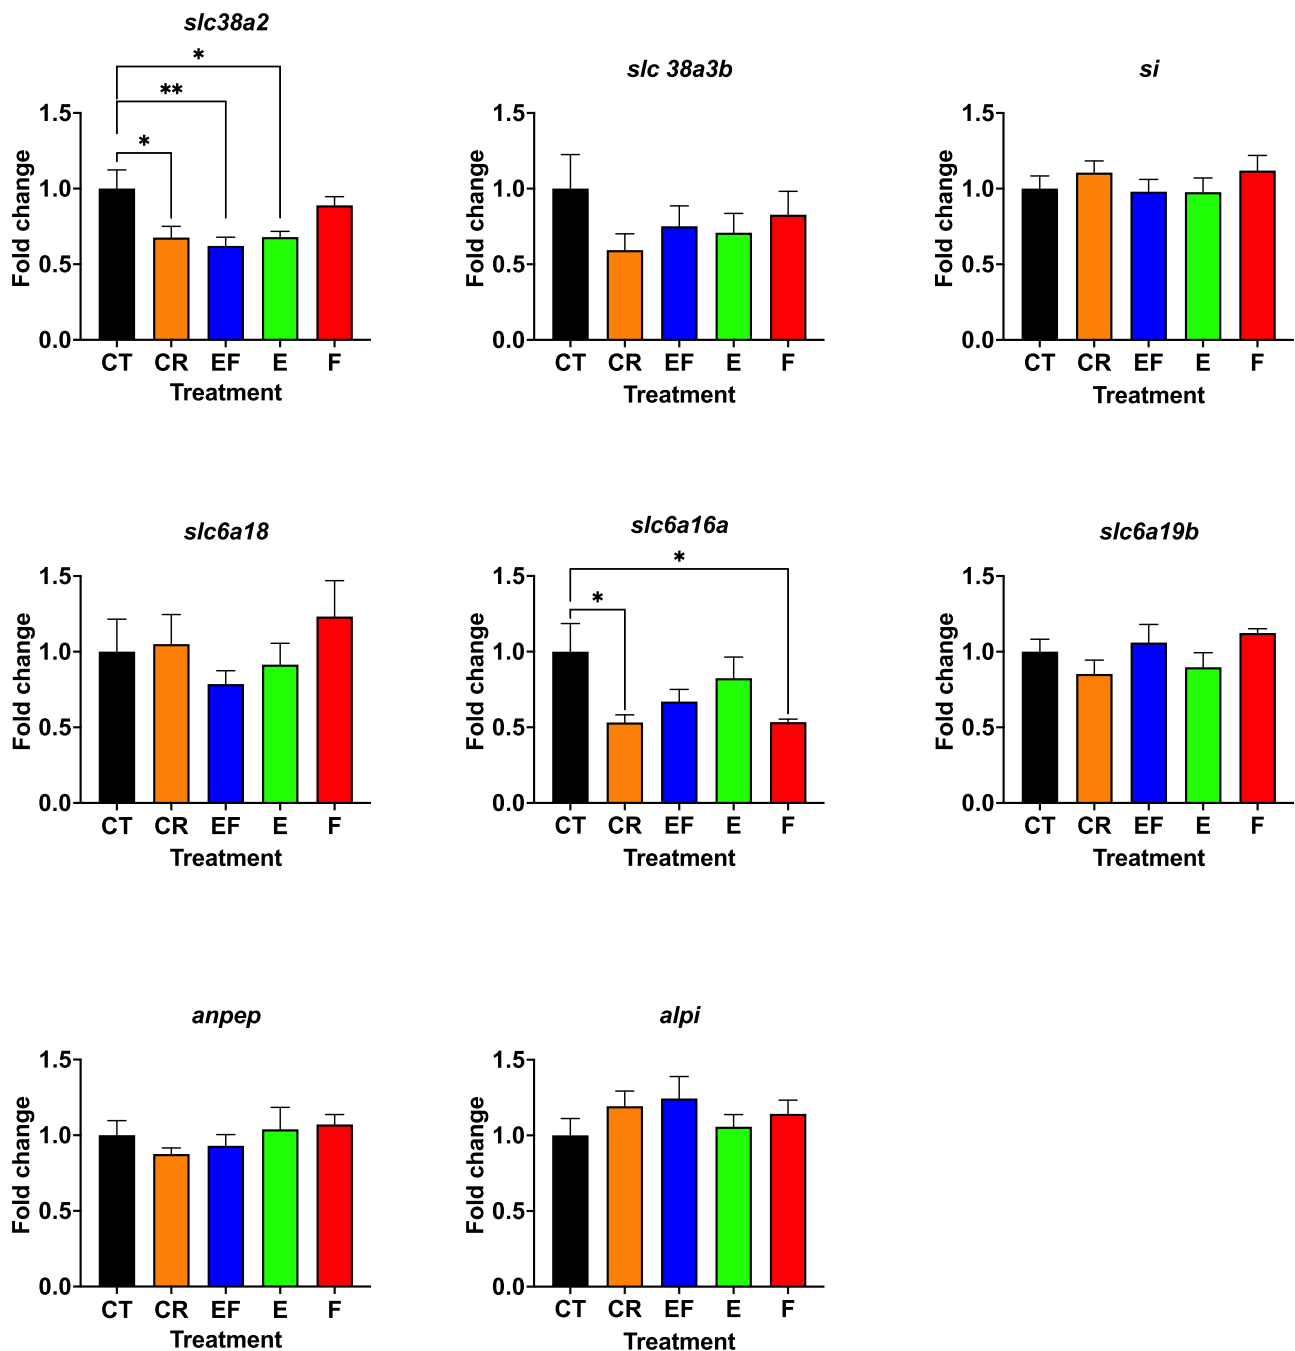 slc38a2
*
**
*
Fold change
1.5
1.0
0.5
0.0
CT CR EF E F
Treatment
slc 38a3b
Fold change
1.5
1.0
0.5
0.0
CT CR EF E F
Treatment
si
Fold change
1.5
1.0
0.5
0.0
CT CR EF E F
Treatment
slc6a18
Fold change
1.5
1.0
0.5
0.0
CT CR EF E F
Treatment
slc6a16a
*
*
Fold change
1.5
1.0
0.5
0.0
CT CR EF E F
Treatment
slc6a19b
Fold change
1.5
1.0
0.5
0.0
CT CR EF E F
Treatment
anpep
Fold change
1.5
1.0
0.5
0.0
CT CR EF E F
Treatment
alpi
Fold change
1.5
1.0
0.5
0.0
CT CR EF E F
Treatment